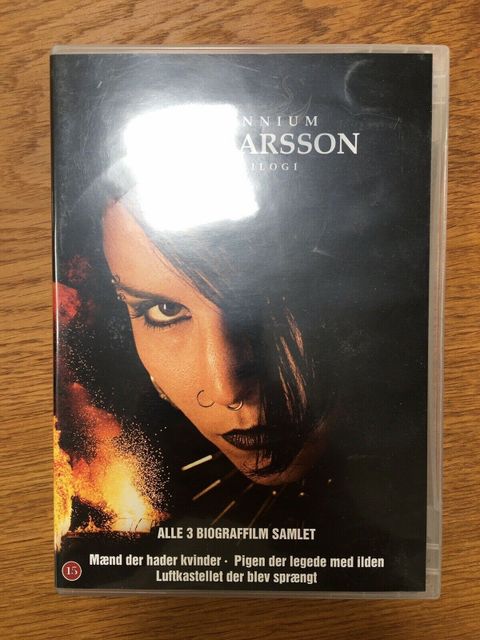 NNIUM
ARSSON
ILOGI
ALLE 3 BIOGRAFFILM SAMLET
Mænd der hader kvinder · Pigen der legede med ilden
Luftkastellet der blev sprængt
15